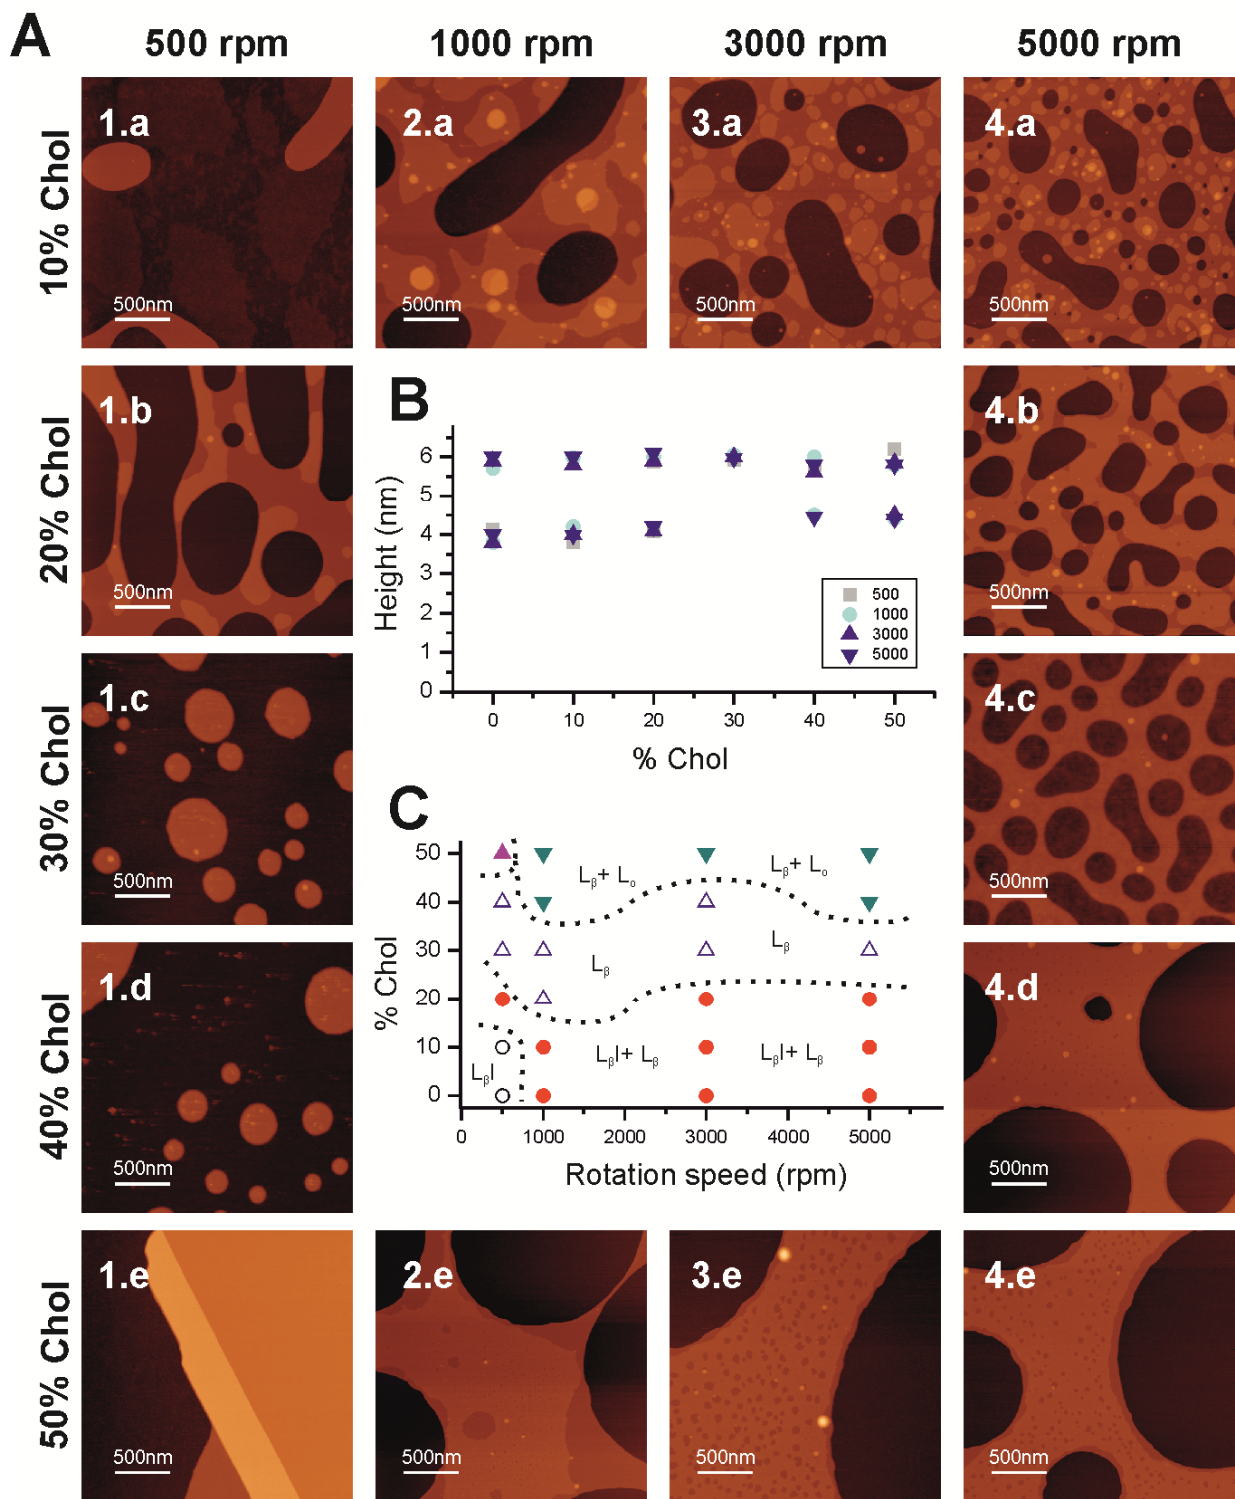 A
500 rpm
1000 rpm
3000 rpm
5000 rpm
10% Chol
1.a
500nm
2.a
500nm
3.a
500nm
4.a
500nm
20% Chol
1.b
500nm
B
Height (nm)
6
5
4
3
2
1
0
0
10
20
30
40
50
% Chol
500
1000
3000
5000
4.b
500nm
30% Chol
1.c
500nm
4.c
500nm
C
% Chol
50
40
30
20
10
0
Lβ+ Lo
Lβ+ Lo
Lβ
Lβ
LβI
LβI+ Lβ
LβI+ Lβ
0
1000
2000
3000
4000
5000
Rotation speed (rpm)
40% Chol
1.d
500nm
4.d
500nm
50% Chol
1.e
500nm
2.e
500nm
3.e
500nm
4.e
500nm